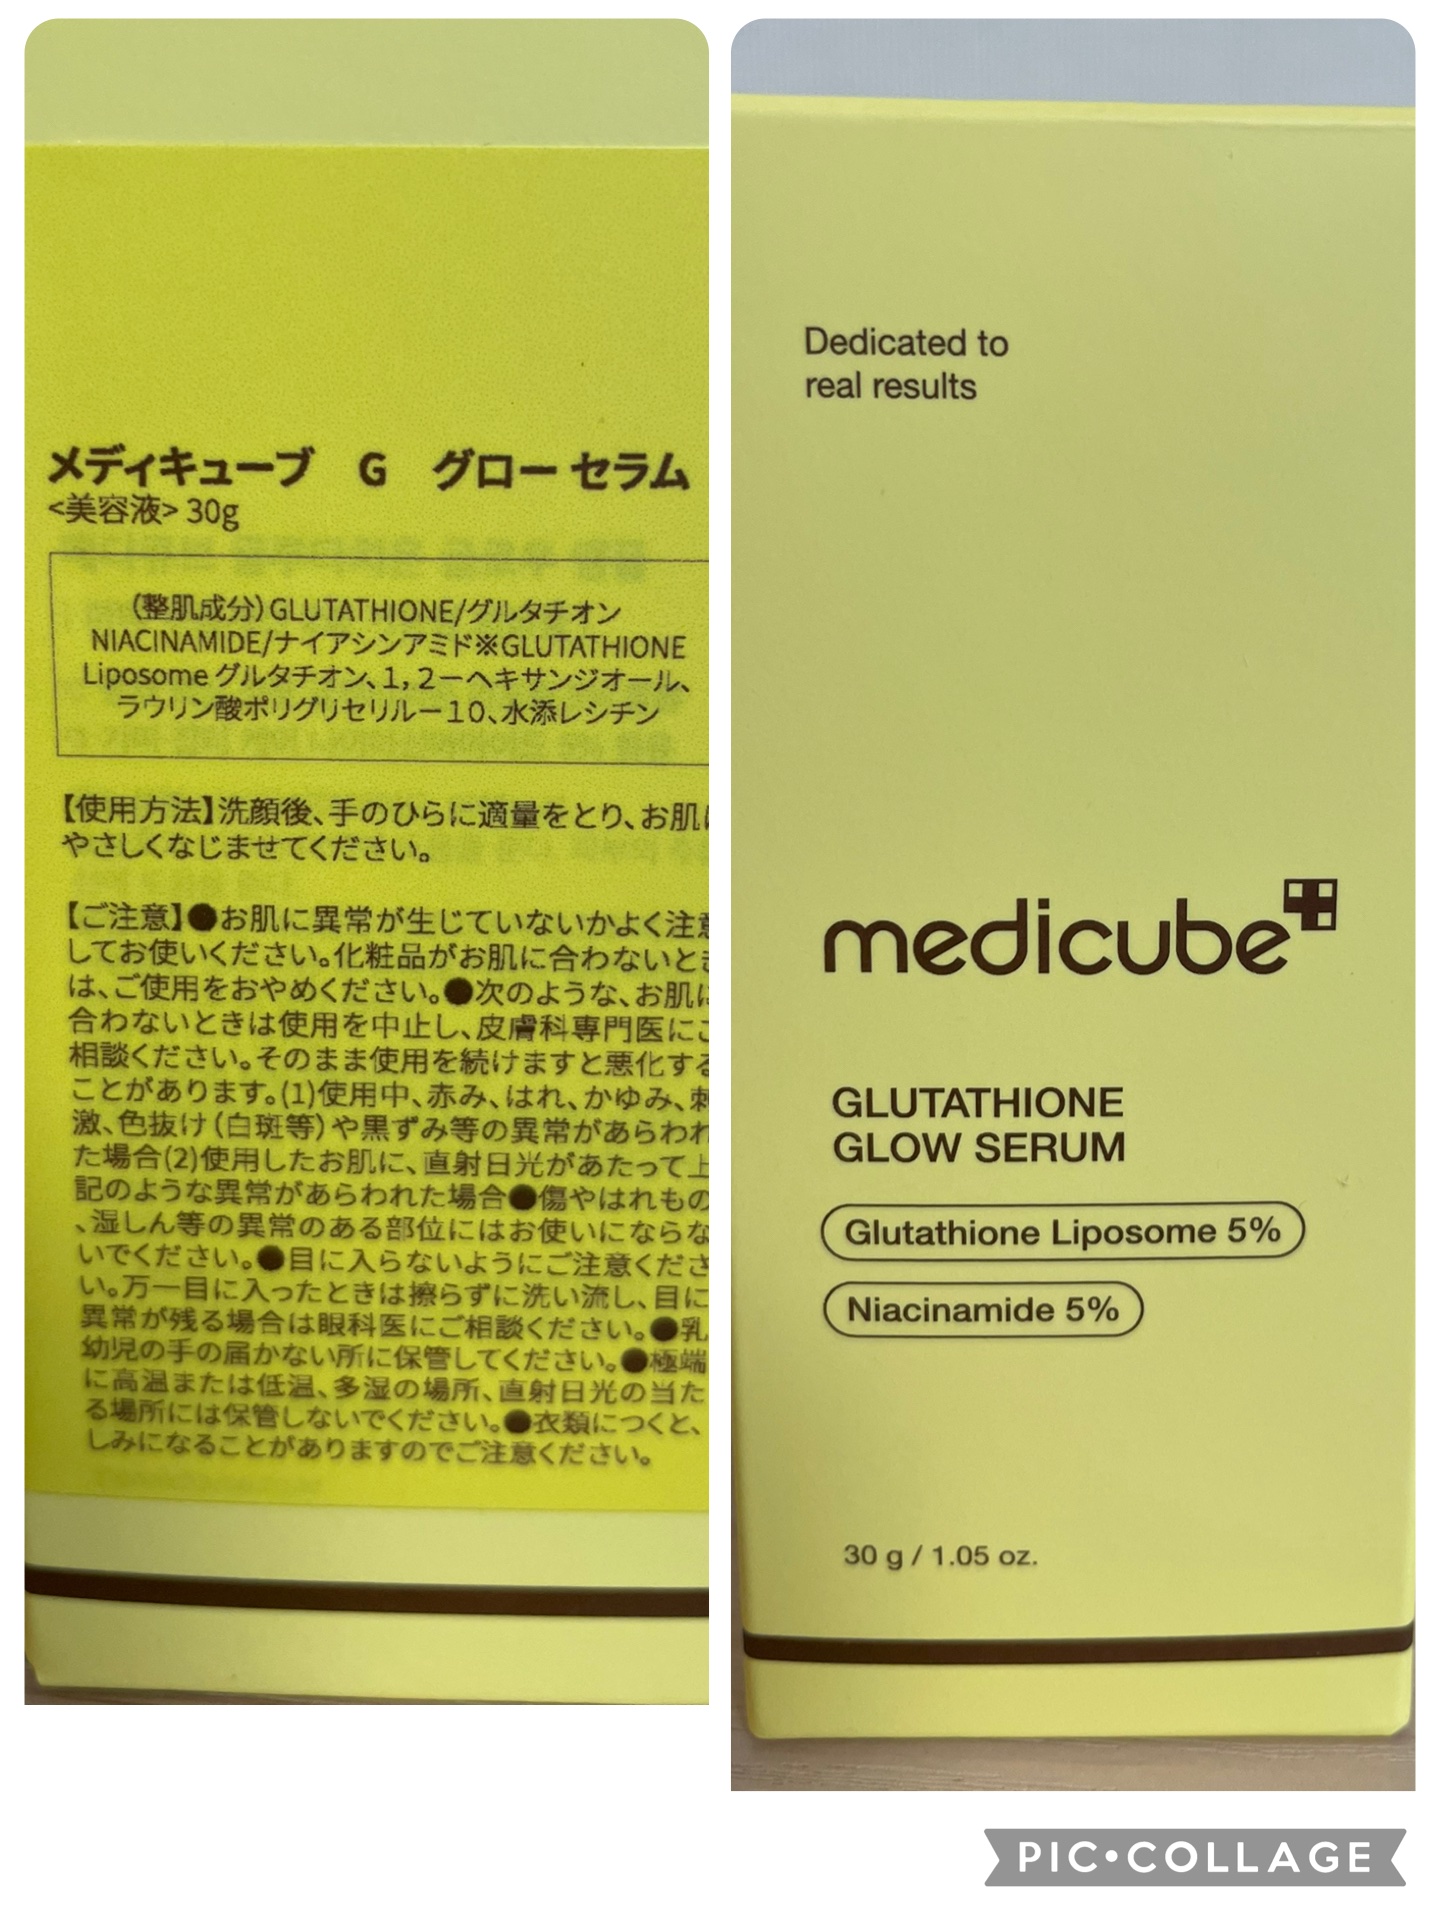 メディキューブ G グロー セラム
<美容液> 30g
(整肌成分) GLUTATHIONE/グルタチオン
NIACINAMIDE/ナイアシンアミド※GLUTATHIONE
Liposome グルタチオン、1, 2ーヘキサンジオール、
ラウリン酸ポリグリセリルー10、水添レシチン
【使用方法】洗顔後、手のひらに適量をとり、お肌に
やさしくなじませてください。
【ご注意】●お肌に異常が生じていないかよく注意
してお使いください。化粧品がお肌に合わないとき
は、ご使用をおやめください。●次のような、お肌に
合わないときは使用を中止し、皮膚科専門医にご
相談ください。そのまま使用を続けますと悪化する
ことがあります。(1)使用中、赤み、はれ、かゆみ、刺
激、色抜け(白斑等)や黒ずみ等の異常があらわれ
た場合(2)使用したお肌に、直射日光があたって上
記のような異常があらわれた場合●傷やはれもの
、湿しん等の異常のある部位にはお使いにならな
いでください。●目に入らないようにご注意くださ
い。万一目に入ったときは擦らずに洗い流し、目に
異常が残る場合は眼科医にご相談ください。●乳
幼児の手の届かない所に保管してください。●極端
に高温または低温、多湿の場所、直射日光の当た
る場所には保管しないでください。●衣類につくと、
しみになることがありますのでご注意ください。
Dedicated to
real results
medicube
GLUTATHIONE
GLOW SERUM
Glutathione Liposome 5%
Niacinamide 5%
30 g / 1.05 oz.
PIC•COLLAGE